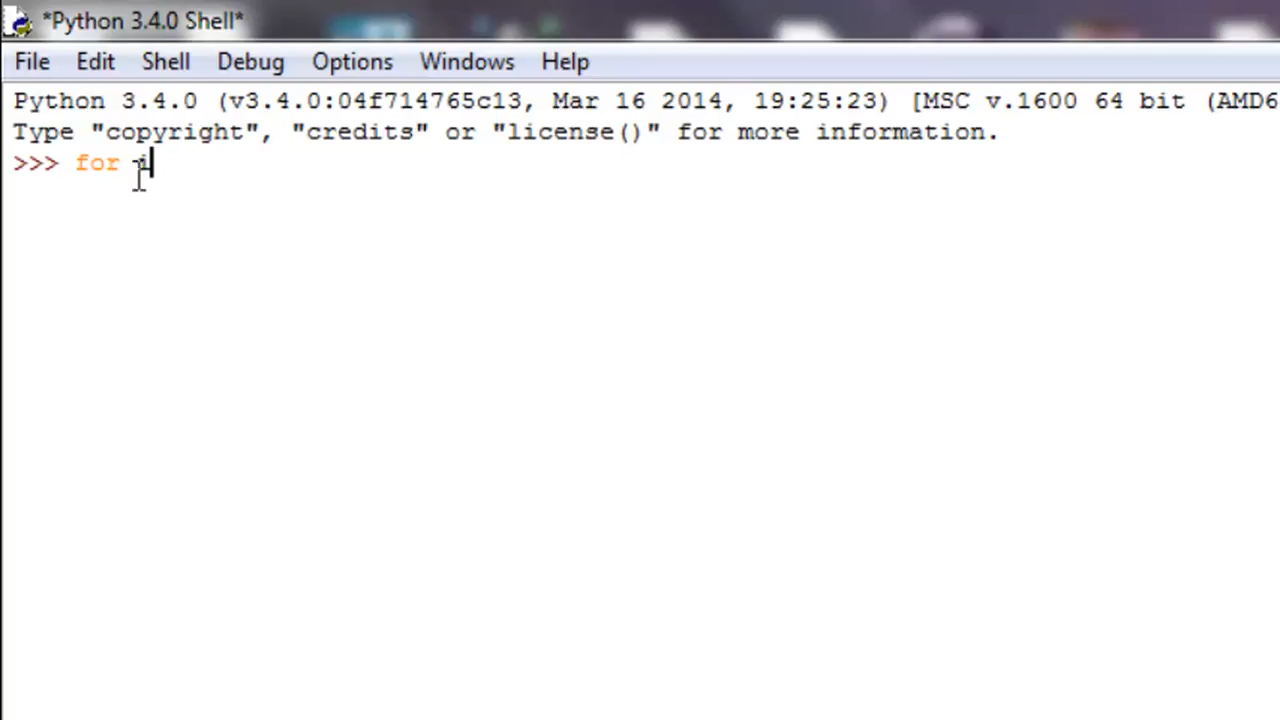 *Python 3.4.0 Shell*
File Edit Shell Debug Options Windows Help
Python 3.4.0 (v3.4.0:04f714765c13, Mar 16 2014, 19:25:23) [MSC v.1600 64 bit (AMD6
Type "copyright", "credits" or "license()" for more information.
>>> for i